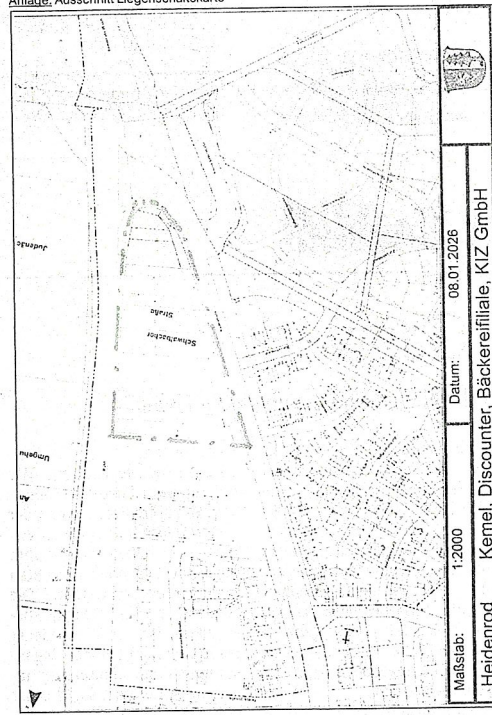 Anlage: Ausschnitt Liegenschaftskarte
Umgehu
An
Schwalbacher
Straße
Maßstab: 1:2000 Datum: 08.01.2026
Heidenrod Kemel, Discounter, Bäckereifiliale, KIZ GmbH